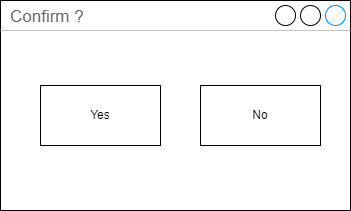 Confirm ?
Yes
No